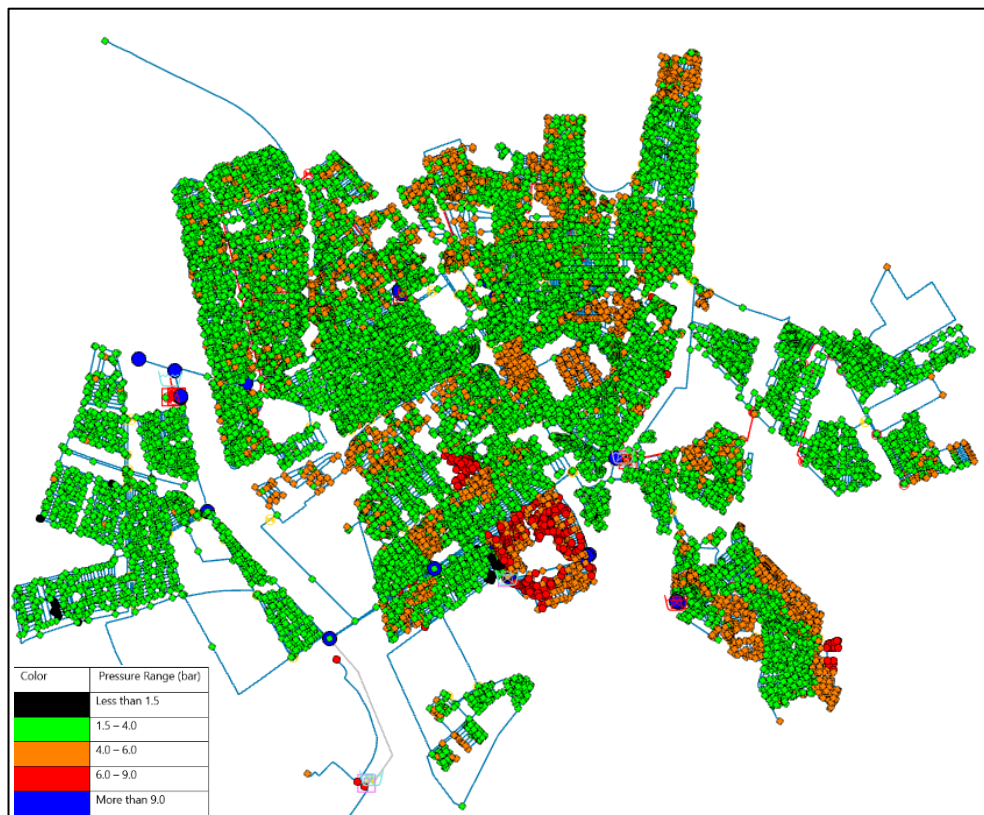 Color Pressure Range (bar)
Less than 1.5
1.5 – 4.0
4.0 – 6.0
6.0 – 9.0
More than 9.0